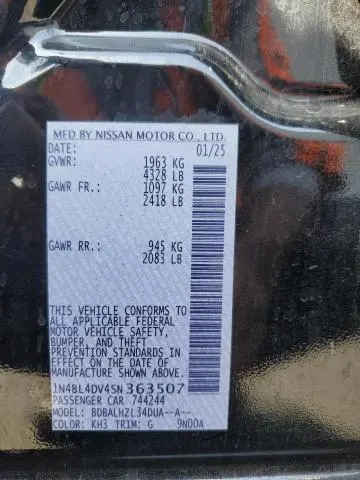 MFD BY NISSAN MOTOR CO., LTD.
DATE: 01/25
GVWR: 1963 KG
4328 LB
GAWR FR.: 1097 KG
2418 LB
GAWR RR.: 945 KG
2083 LB
THIS VEHICLE CONFORMS TO
ALL APPLICABLE FEDERAL
MOTOR VEHICLE SAFETY,
BUMPER, AND THEFT
PREVENTION STANDARDS IN
EFFECT ON THE DATE OF
MANUFACTURE SHOWN ABOVE.
1N4BL4DV4SN363507
PASSENGER CAR 744244
MODEL: BDBALHZL34DUA--A--
COLOR: KH3 TRIM: G 9N00A